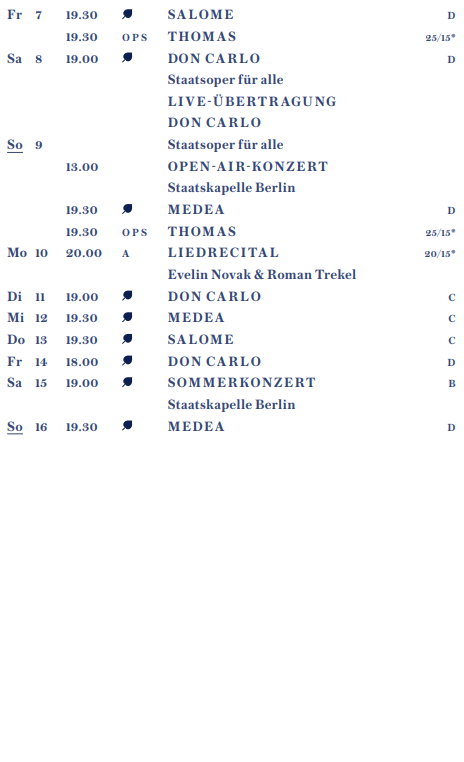 Fr 7 19.30 SALOME D
19.30 OPS THOMAS 25/15*
Sa 8 19.00 DON CARLO D
Staatsoper für alle
LIVE-ÜBERTRAGUNG
DON CARLO
So 9 Staatsoper für alle
13.00 OPEN-AIR-KONZERT
Staatskapelle Berlin
19.30 MEDEA D
19.30 OPS THOMAS 25/15*
Mo 10 20.00 A LIEDRECITAL 20/15*
Evelin Novak & Roman Trekel
Di 11 19.00 DON CARLO C
Mi 12 19.30 MEDEA C
Do 13 19.30 SALOME C
Fr 14 18.00 DON CARLO D
Sa 15 19.00 SOMMERKONZERT B
Staatskapelle Berlin
So 16 19.30 MEDEA D